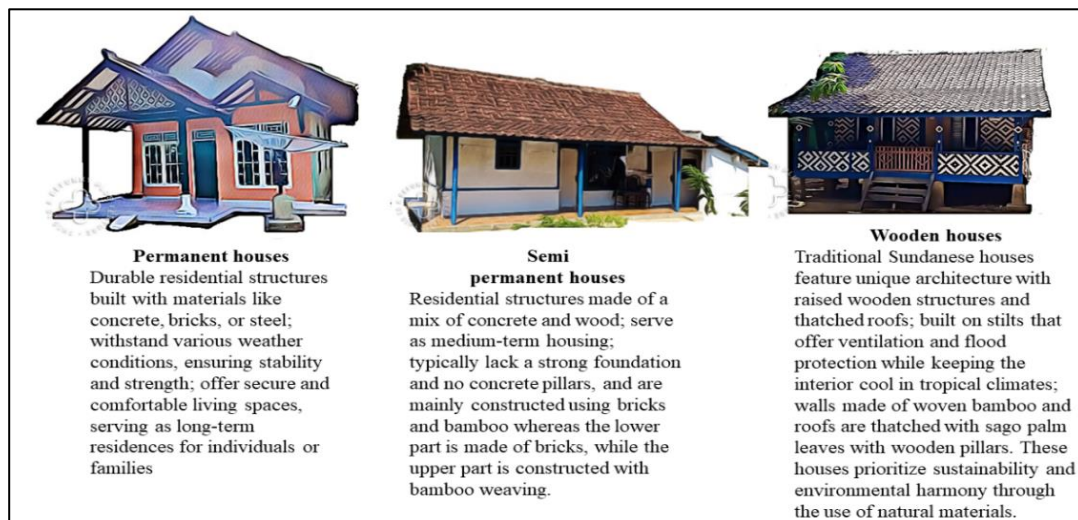 Permanent houses
Durable residential structures
built with materials like
concrete, bricks, or steel;
withstand various weather
conditions, ensuring stability
and strength; offer secure and
comfortable living spaces,
serving as long-term
residences for individuals or
families
Semi
permanent houses
Residential structures made of a
mix of concrete and wood; serve
as medium-term housing;
typically lack a strong foundation
and no concrete pillars, and are
mainly constructed using bricks
and bamboo whereas the lower
part is made of bricks, while the
upper part is constructed with
bamboo weaving.
Wooden houses
Traditional Sundanese houses
feature unique architecture with
raised wooden structures and
thatched roofs; built on stilts that
offer ventilation and flood
protection while keeping the
interior cool in tropical climates;
walls made of woven bamboo and
roofs are thatched with sago palm
leaves with wooden pillars. These
houses prioritize sustainability and
environmental harmony through
the use of natural materials.